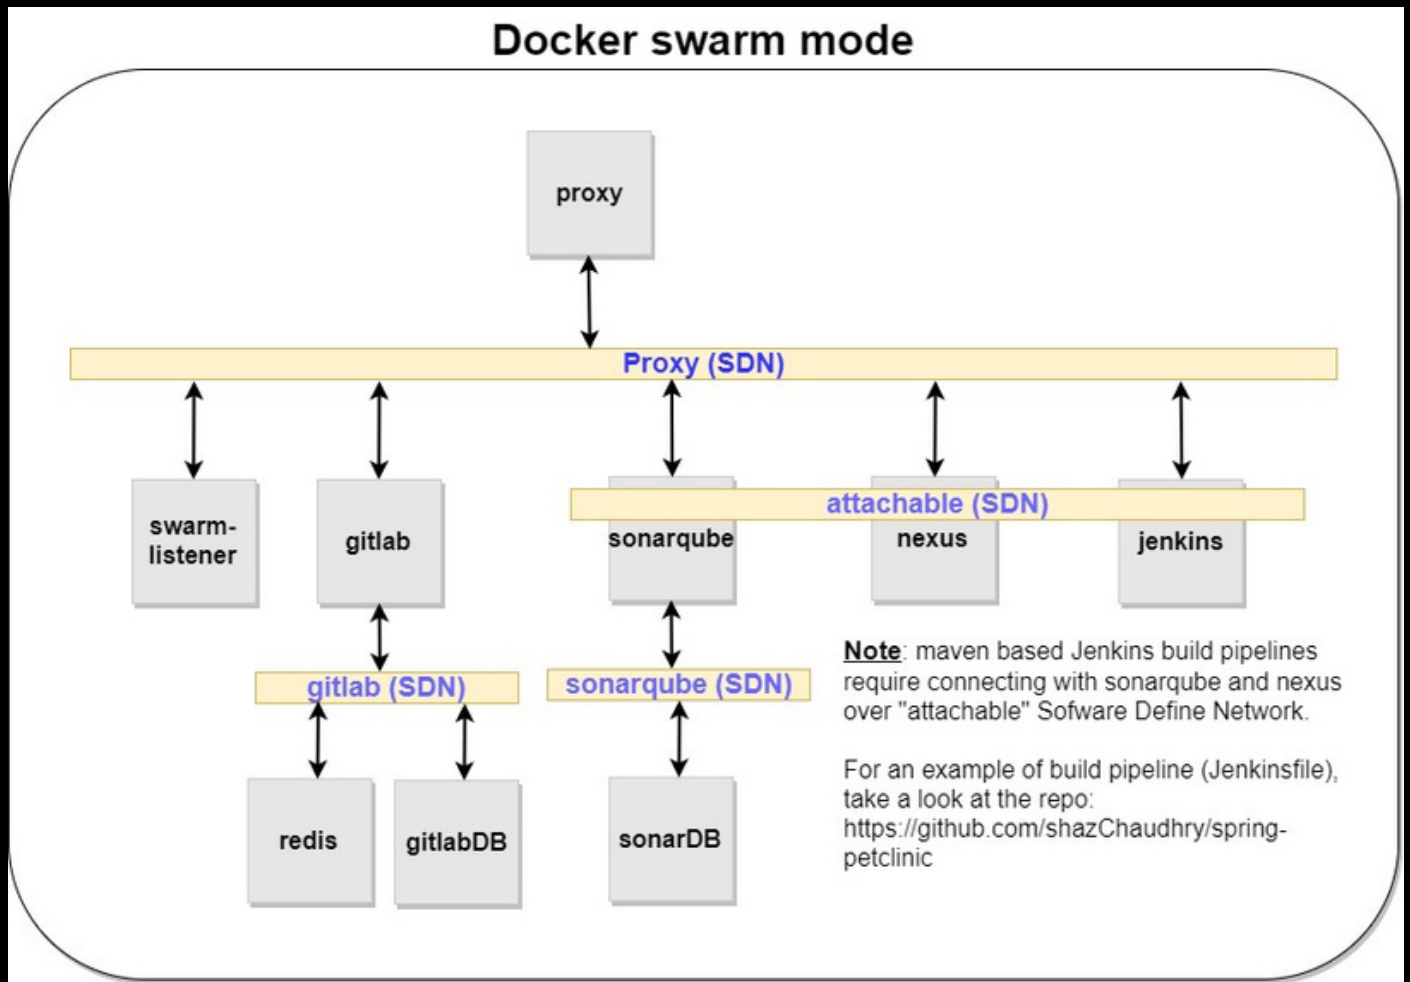 Docker swarm mode
proxy
Proxy (SDN)
swarm-
listener
gitlab
attachable (SDN)
sonarqube
nexus
jenkins
gitlab (SDN)
sonarqube (SDN)
redis
gitlabDB
sonarDB
Note: maven based Jenkins build pipelines
require connecting with sonarqube and nexus
over "attachable" Sofware Define Network.
For an example of build pipeline (Jenkinsfile),
take a look at the repo:
https://github.com/shazChaudhry/spring-
petclinic